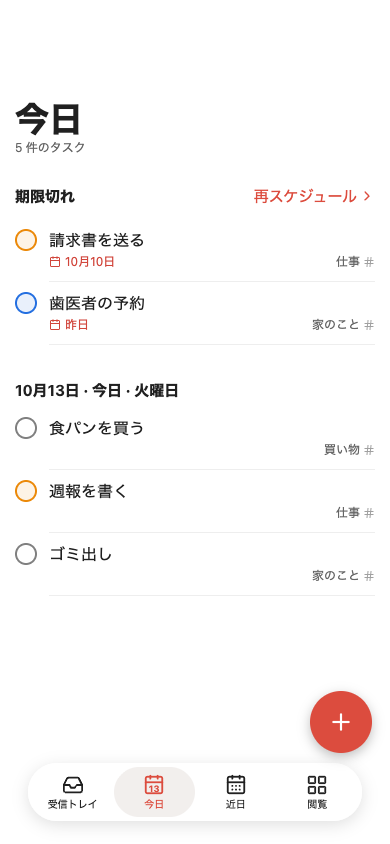 今日
5 件のタスク
期限切れ
再スケジュール
請求書を送る
10月10日
仕事 #
歯医者の予約
昨日
家のこと #
10月13日 · 今日 · 火曜日
食パンを買う
買い物 #
週報を書く
仕事 #
ゴミ出し
家のこと #
受信トレイ
13
今日
近日
閲覧